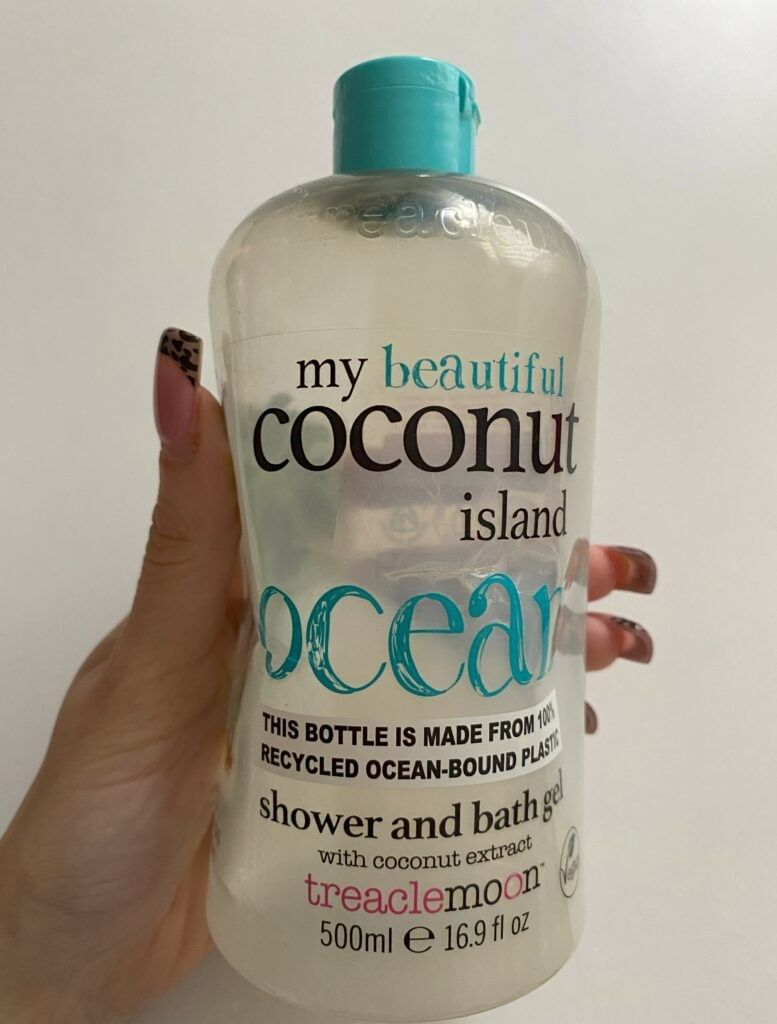 my beautiful
coconut
island
ocean
THIS BOTTLE IS MADE FROM 100%
RECYCLED OCEAN-BOUND PLASTIC
shower and bath gel
with coconut extract
treaclemoon™
500ml ℮ 16.9 fl oz